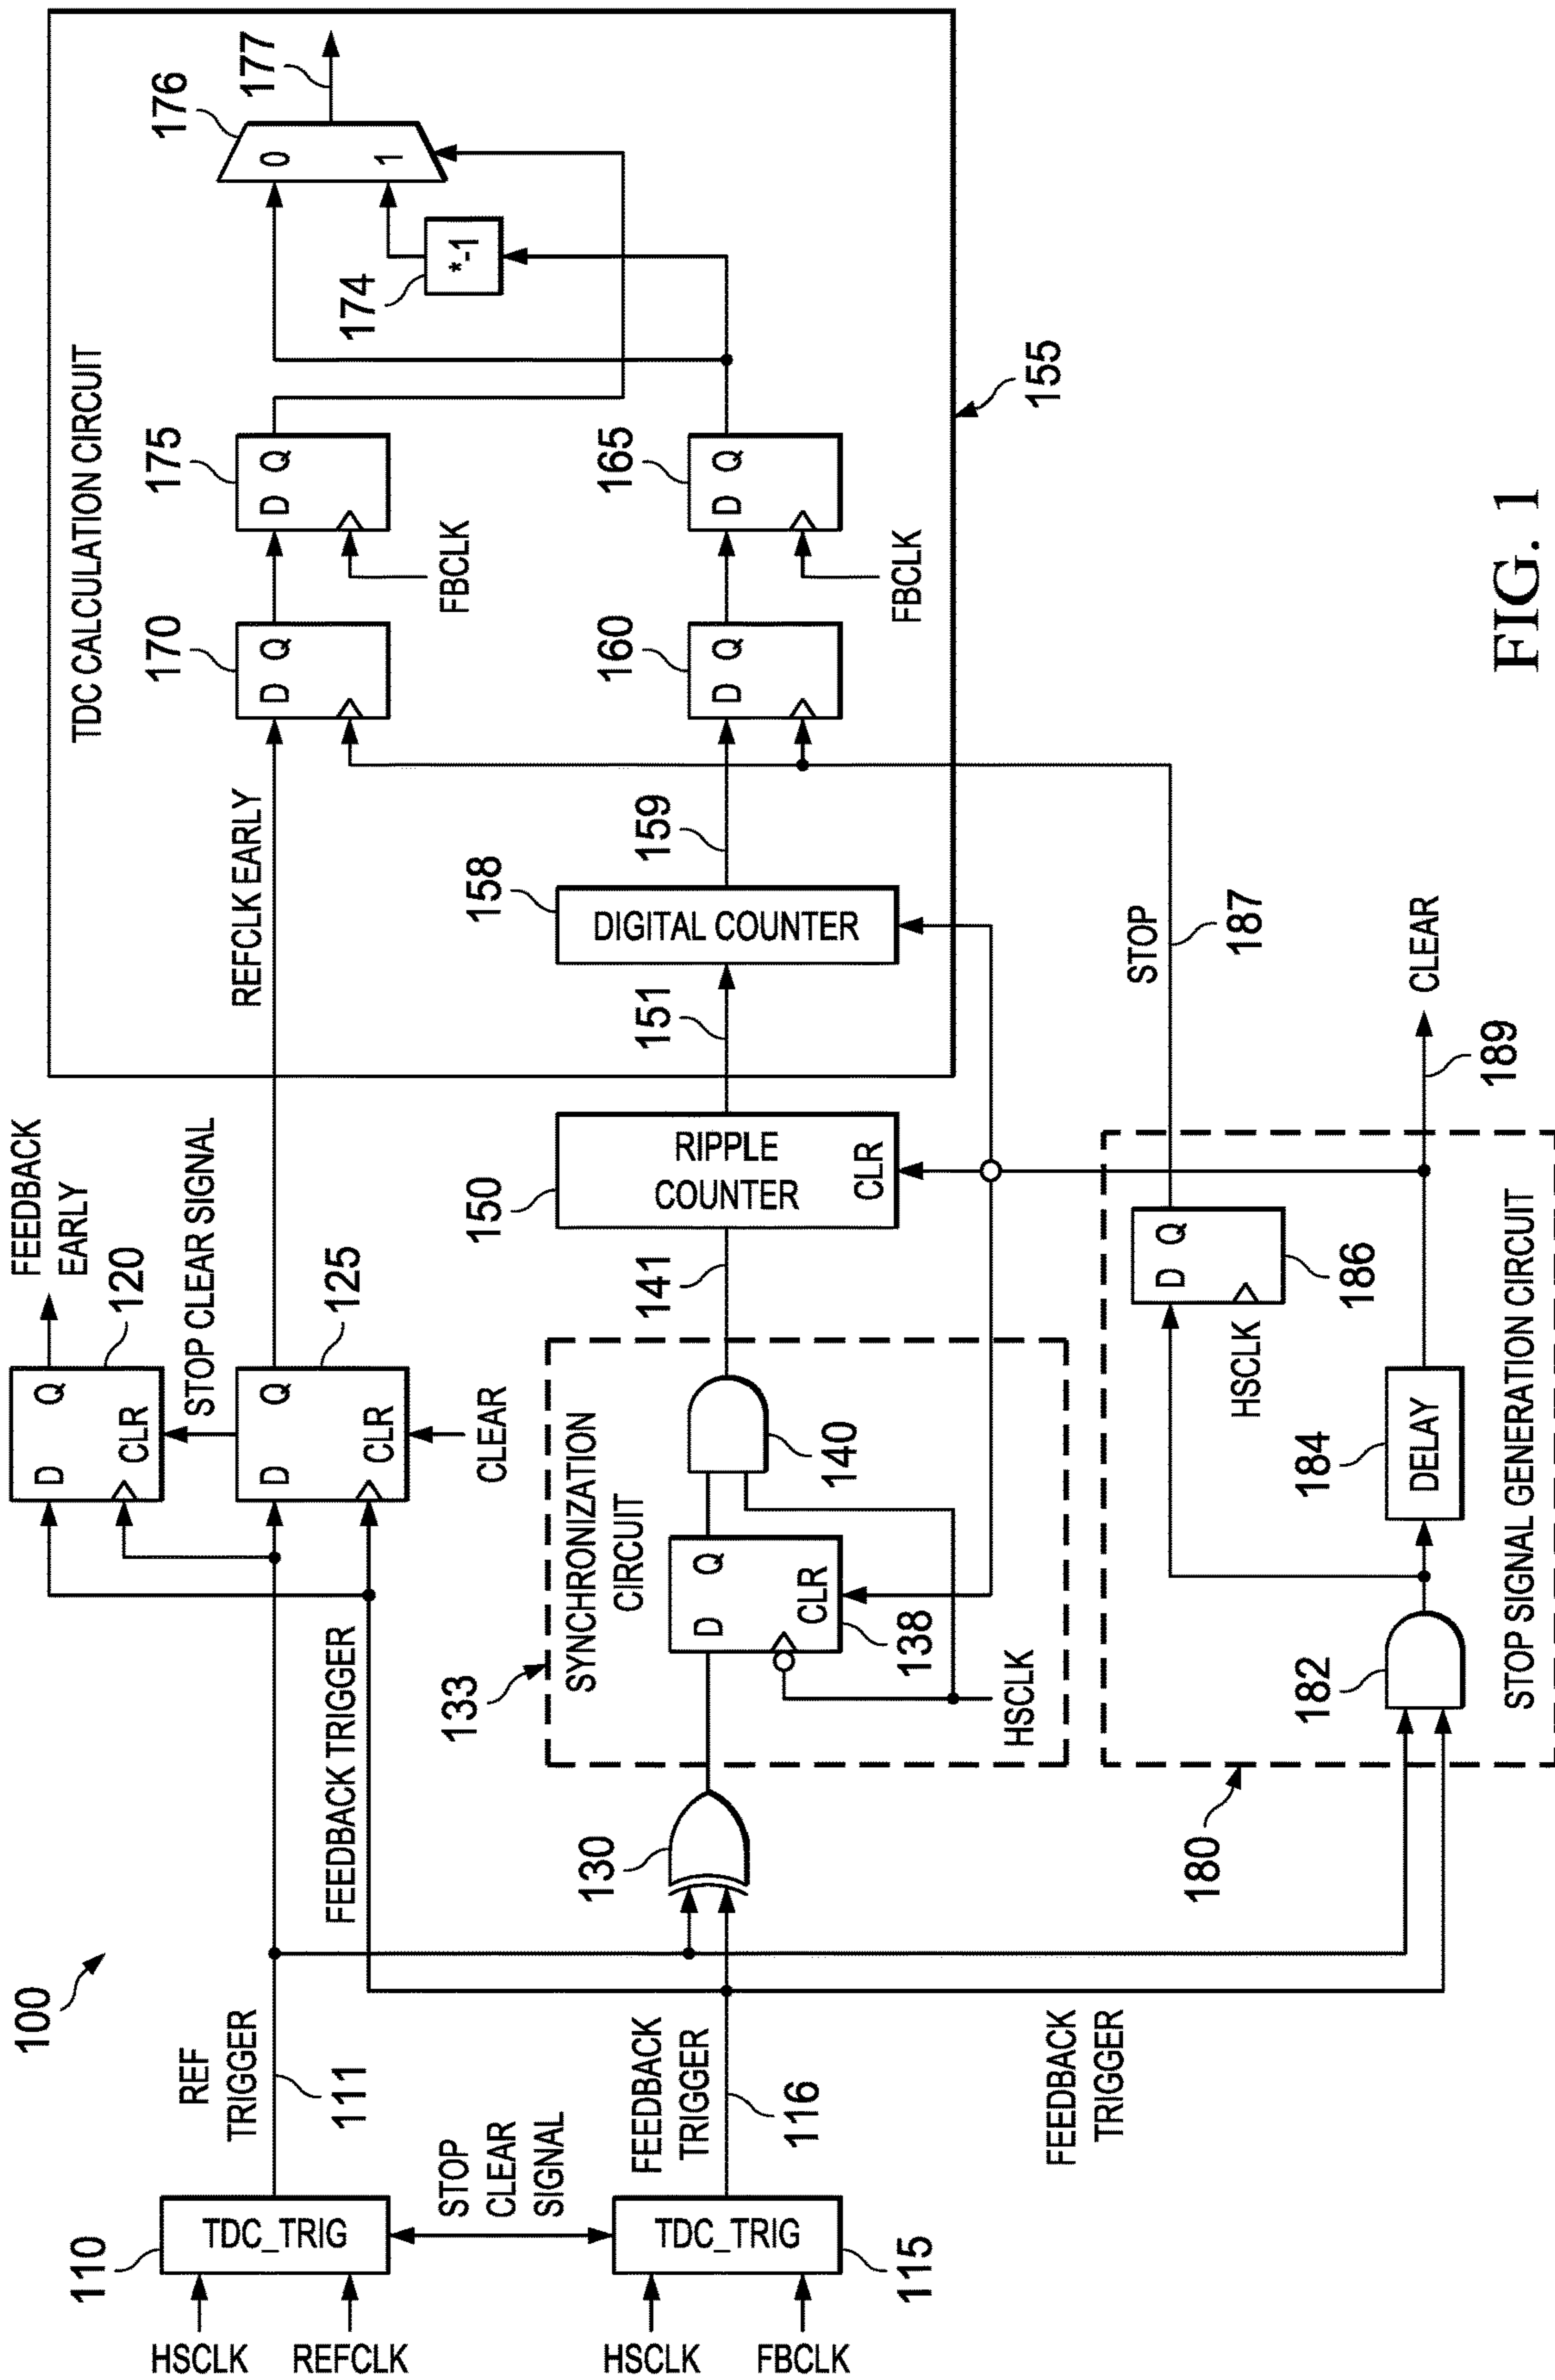 100
HSCLK
REFCLK
110
TDC_TRIG
REF
TRIGGER
111
STOP
CLEAR
SIGNAL
HSCLK
FBCLK
TDC_TRIG
115
FEEDBACK
TRIGGER
116
FEEDBACK
TRIGGER
FEEDBACK TRIGGER
FEEDBACK
EARLY
120
D Q
CLR
STOP CLEAR SIGNAL
125
D Q
CLR
CLEAR
130
133
SYNCHRONIZATION
CIRCUIT
D Q
CLR
138
140
HSCLK
141
150
RIPPLE
COUNTER
CLR
151
REFCLK EARLY
TDC CALCULATION CIRCUIT
158
DIGITAL COUNTER
159
170
D Q
175
D Q
FBCLK
160
D Q
165
D Q
FBCLK
174
*-1
176
0
1
177
155
180
182
184
DELAY
D Q
HSCLK
186
STOP SIGNAL GENERATION CIRCUIT
STOP
187
CLEAR
189
FIG. 1